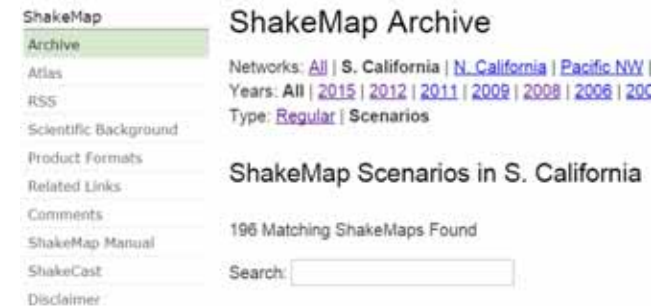 ShakeMap
Archive
Atlas
RSS
Scientific Background
Product Formats
Related Links
Comments
ShakeMap Manual
ShakeCast
Disclaimer
ShakeMap Archive
Networks: All | S. California | N. California | Pacific NW |
Years: All | 2015 | 2012 | 2011 | 2009 | 2008 | 2006 | 200
Type: Regular | Scenarios
ShakeMap Scenarios in S. California
196 Matching ShakeMaps Found
Search: